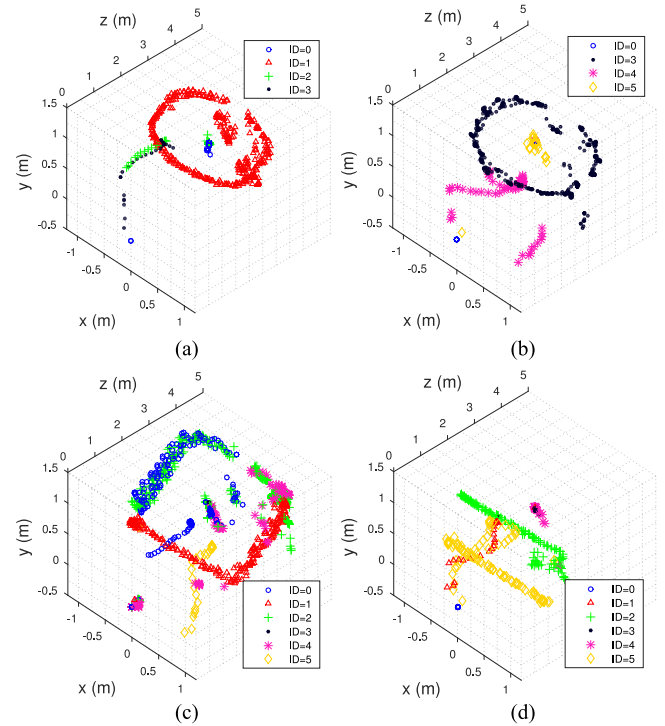 z (m)
0 1 2 3 4 5
1.5
1
0.5
0
-0.5
y (m)
-1 -0.5 0 0.5 1
x (m)
ID=0
ID=1
ID=2
ID=3
(a)
z (m)
0 1 2 3 4 5
1.5
1
0.5
0
-0.5
y (m)
-1 -0.5 0 0.5 1
x (m)
ID=0
ID=3
ID=4
ID=5
(b)
z (m)
0 1 2 3 4 5
1.5
1
0.5
0
-0.5
y (m)
-1 -0.5 0 0.5 1
x (m)
ID=0
ID=1
ID=2
ID=3
ID=4
ID=5
(c)
z (m)
0 1 2 3 4 5
1.5
1
0.5
0
-0.5
y (m)
-1 -0.5 0 0.5 1
x (m)
ID=0
ID=1
ID=2
ID=3
ID=4
ID=5
(d)